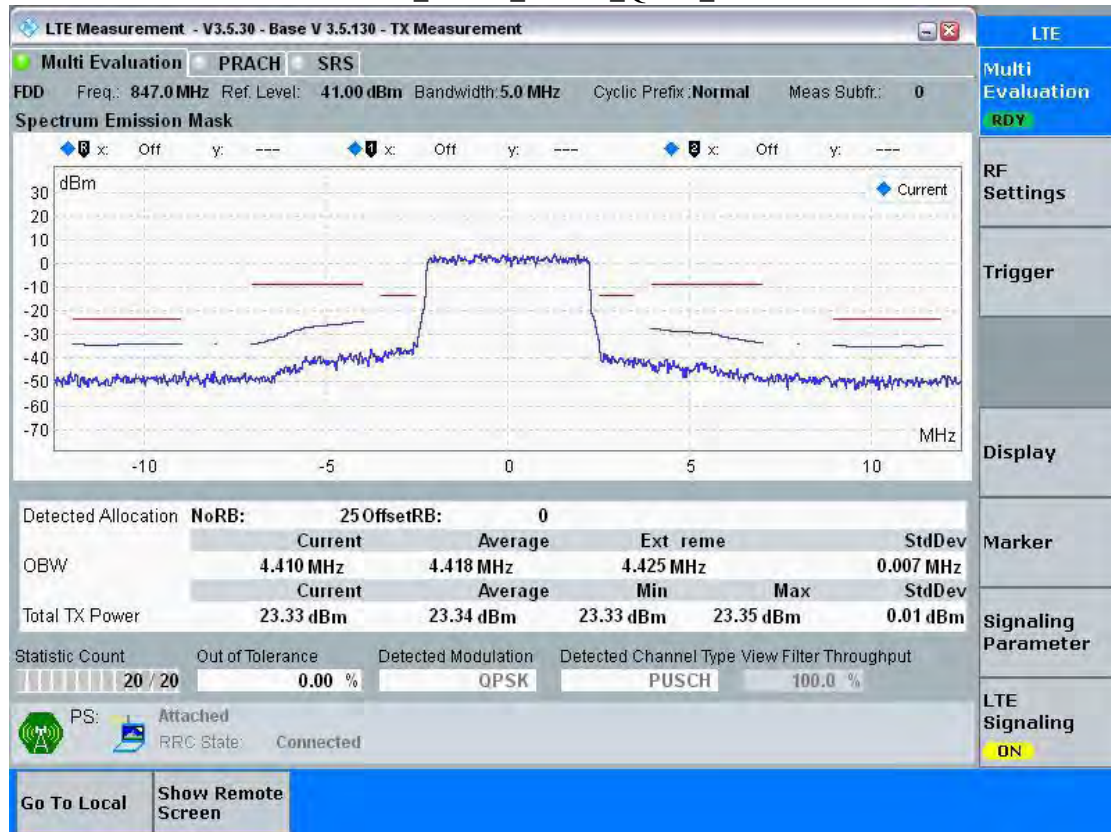 LTE Measurement - V3.5.30 - Base V 3.5.130 - TX Measurement
LTE
Multi Evaluation PRACH SRS
FDD Freq.: 847.0 MHz Ref. Level: 41.00 dBm Bandwidth:5.0 MHz Cyclic Prefix :Normal Meas Subfr.: 0
Spectrum Emission Mask
R x: Off y: --- 1 x: Off y: --- 2 x: Off y: ---
dBm
Current
30
20
10
0
-10
-20
-30
-40
-50
-60
-70
MHz
-10 -5 0 5 10
Detected Allocation NoRB: 25 OffsetRB: 0
Current Average Ext reme StdDev
OBW 4.410 MHz 4.418 MHz 4.425 MHz 0.007 MHz
Current Average Min Max StdDev
Total TX Power 23.33 dBm 23.34 dBm 23.33 dBm 23.35 dBm 0.01 dBm
Statistic Count Out of Tolerance Detected Modulation Detected Channel Type View Filter Throughput
20 / 20 0.00 % QPSK PUSCH 100.0 %
PS: Attached
RRC State: Connected
Go To Local
Show Remote
Screen
Multi
Evaluation
RDY
RF
Settings
Trigger
Display
Marker
Signaling
Parameter
LTE
Signaling
ON